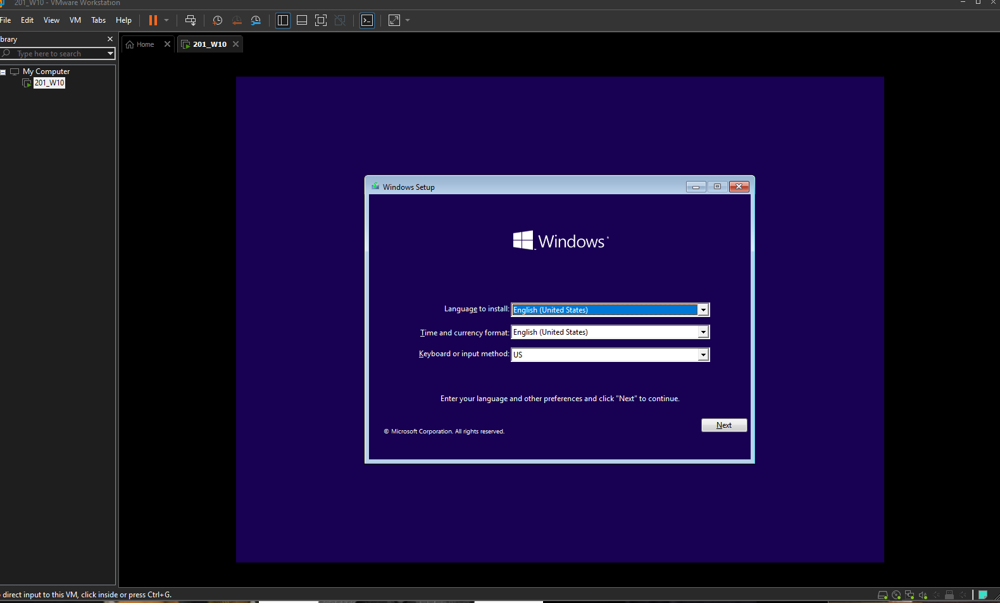 201_W10 - VMware Workstation
File Edit View VM Tabs Help
brary
Type here to search
My Computer
201_W10
Home
201_W10
Windows Setup
Windows
Language to install: English (United States)
Time and currency format: English (United States)
Keyboard or input method: US
Enter your language and other preferences and click "Next" to continue.
Next
© Microsoft Corporation. All rights reserved.
direct input to this VM, click inside or press Ctrl+G.